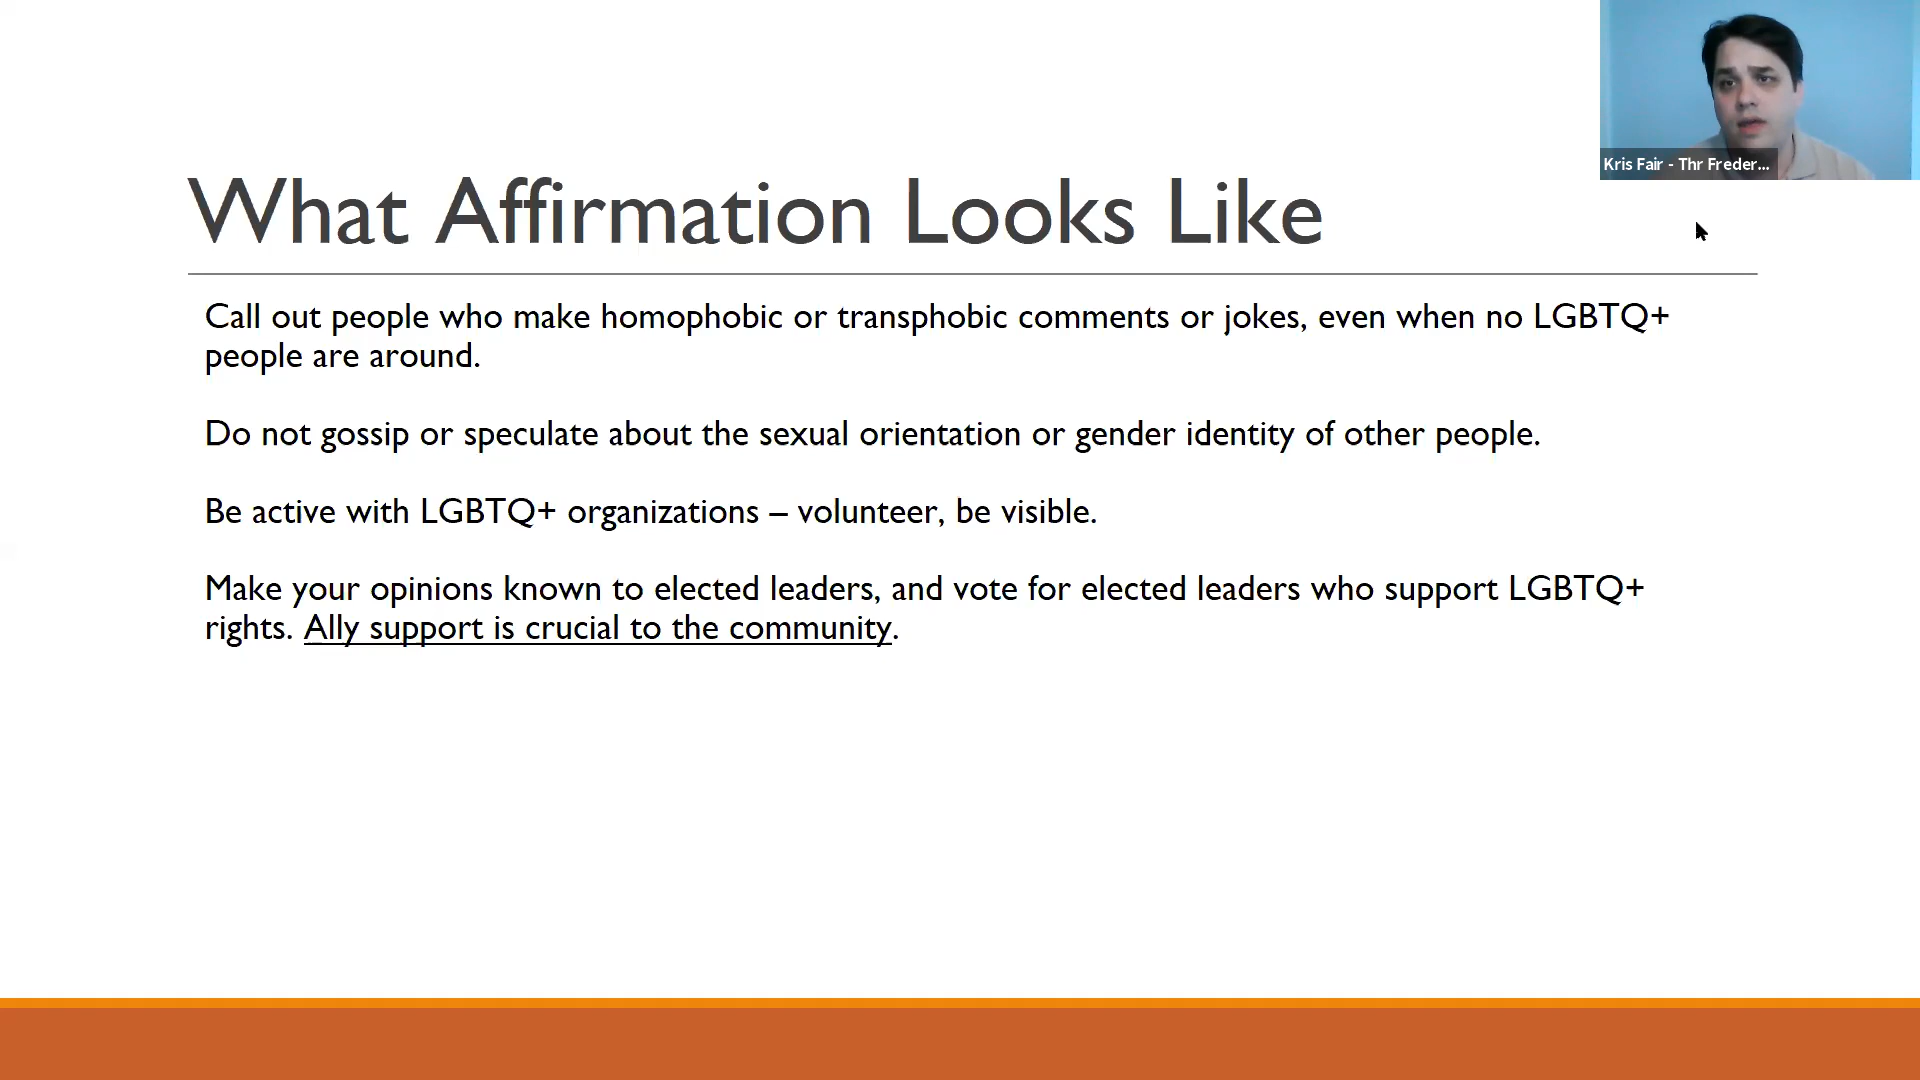 Kris Fair - Thr Freder...
What Affirmation Looks Like
Call out people who make homophobic or transphobic comments or jokes, even when no LGBTQ+
people are around.
Do not gossip or speculate about the sexual orientation or gender identity of other people.
Be active with LGBTQ+ organizations – volunteer, be visible.
Make your opinions known to elected leaders, and vote for elected leaders who support LGBTQ+
rights. Ally support is crucial to the community.